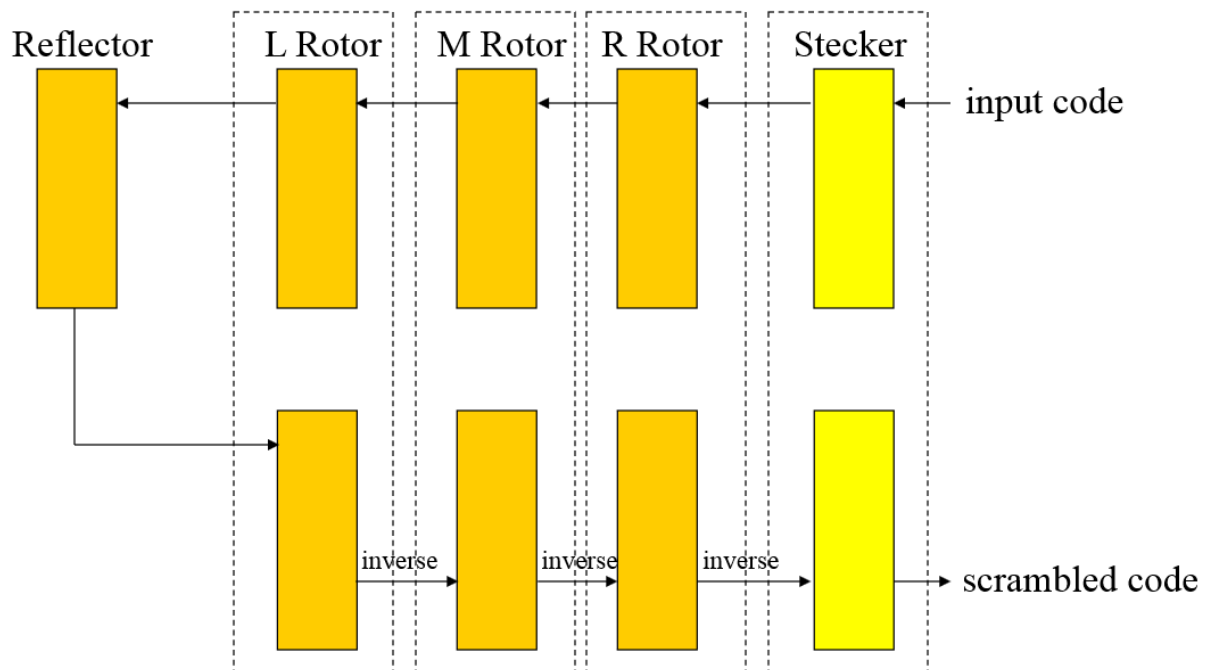 Reflector
L Rotor
M Rotor
R Rotor
Stecker
input code
inverse
inverse
inverse
scrambled code